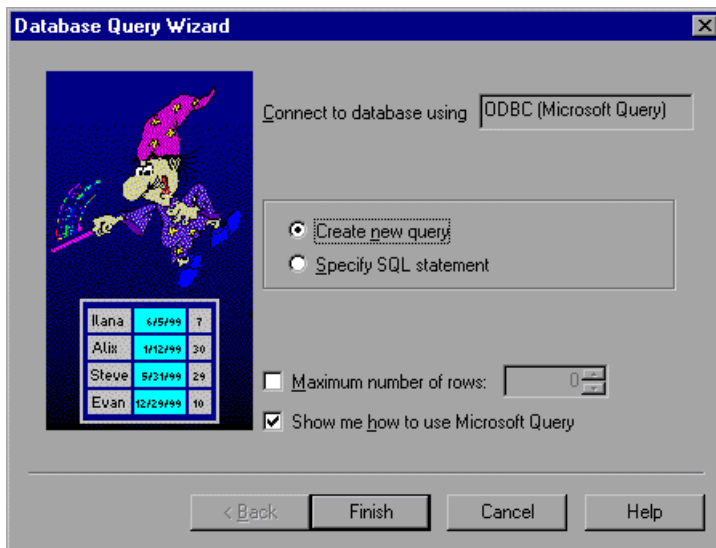 Database Query Wizard
Connect to database using ODBC (Microsoft Query)
Create new query
Specify SQL statement
Ilana 6/5/99 7
Alix 1/12/99 30
Steve 5/31/99 29
Evan 12/29/99 10
Maximum number of rows: 0
Show me how to use Microsoft Query
< Back Finish Cancel Help